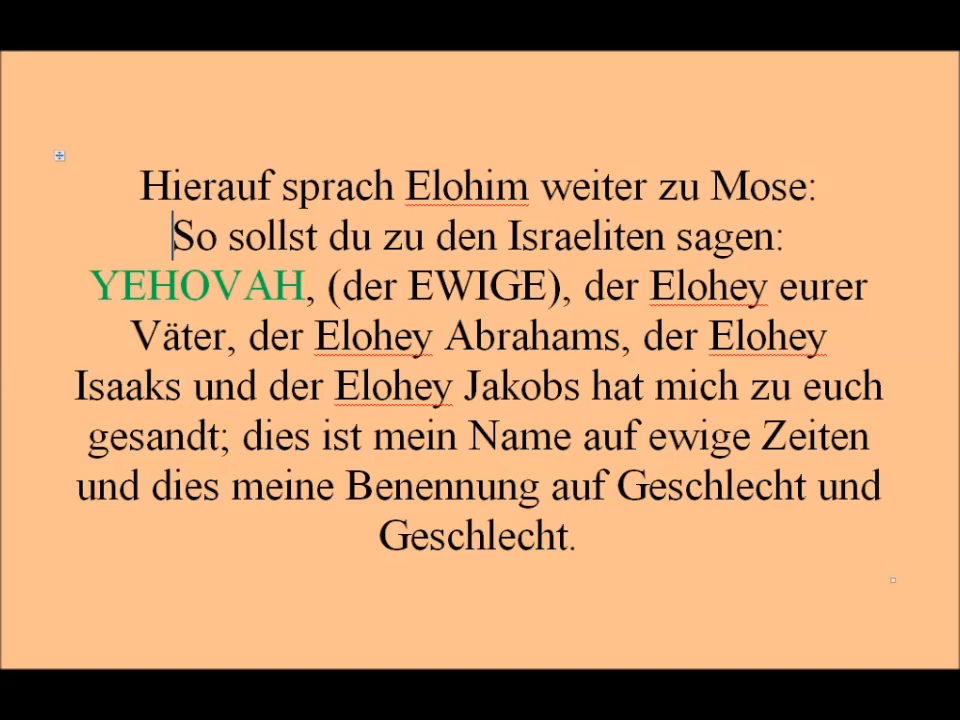 Hierauf sprach Elohim weiter zu Mose:
So sollst du zu den Israeliten sagen:
YEHOVAH, (der EWIGE), der Elohey eurer
Väter, der Elohey Abrahams, der Elohey
Isaaks und der Elohey Jakobs hat mich zu euch
gesandt; dies ist mein Name auf ewige Zeiten
und dies meine Benennung auf Geschlecht und
Geschlecht.